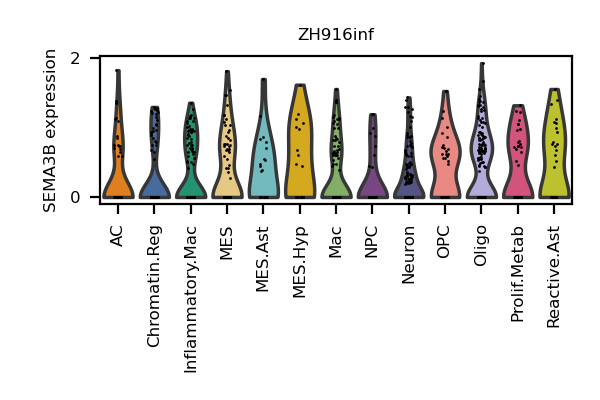 ZH916inf
SEMA3B expression
2
0
AC
Chromatin.Reg
Inflammatory.Mac
MES
MES.Ast
MES.Hyp
Mac
NPC
Neuron
OPC
Oligo
Prolif.Metab
Reactive.Ast